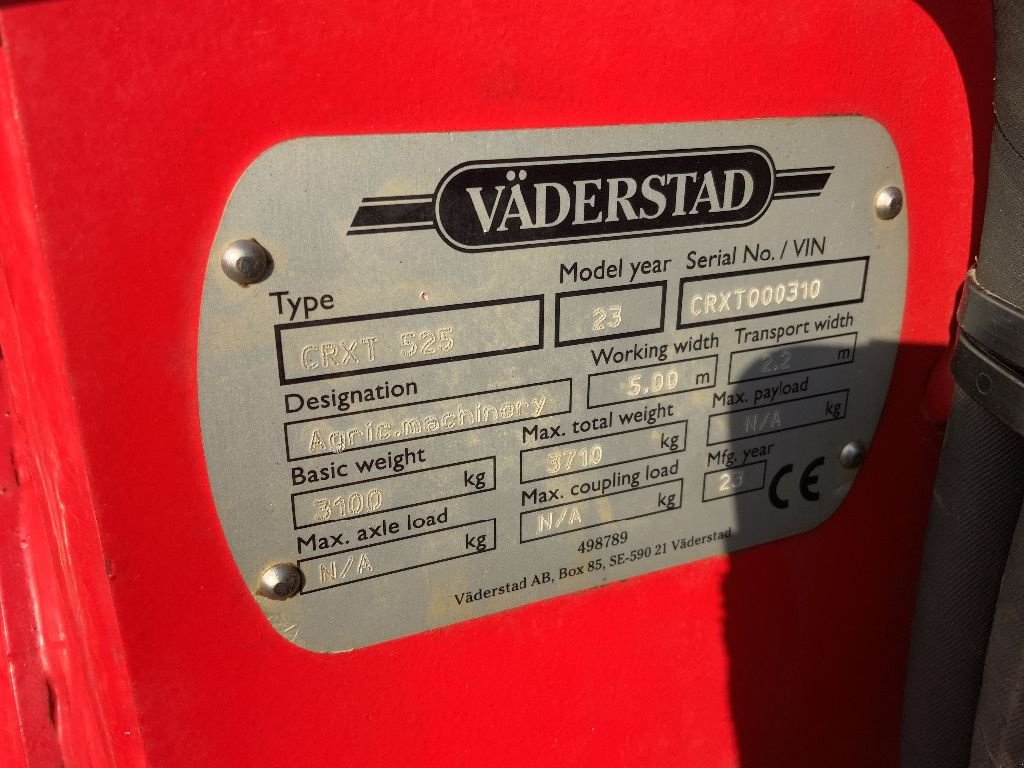 VÄDERSTAD
Type Model year Serial No. / VIN
CRXT 525 23 CRXT000310
Designation Working width Transport width
Agric.machinery 5.00 m 2.2 m
Basic weight Max. total weight Max. payload
3100 kg 3710 kg N/A kg
Max. axle load Max. coupling load Mfg. year
N/A kg N/A kg 23 CE
498789
Väderstad AB, Box 85, SE-590 21 Väderstad